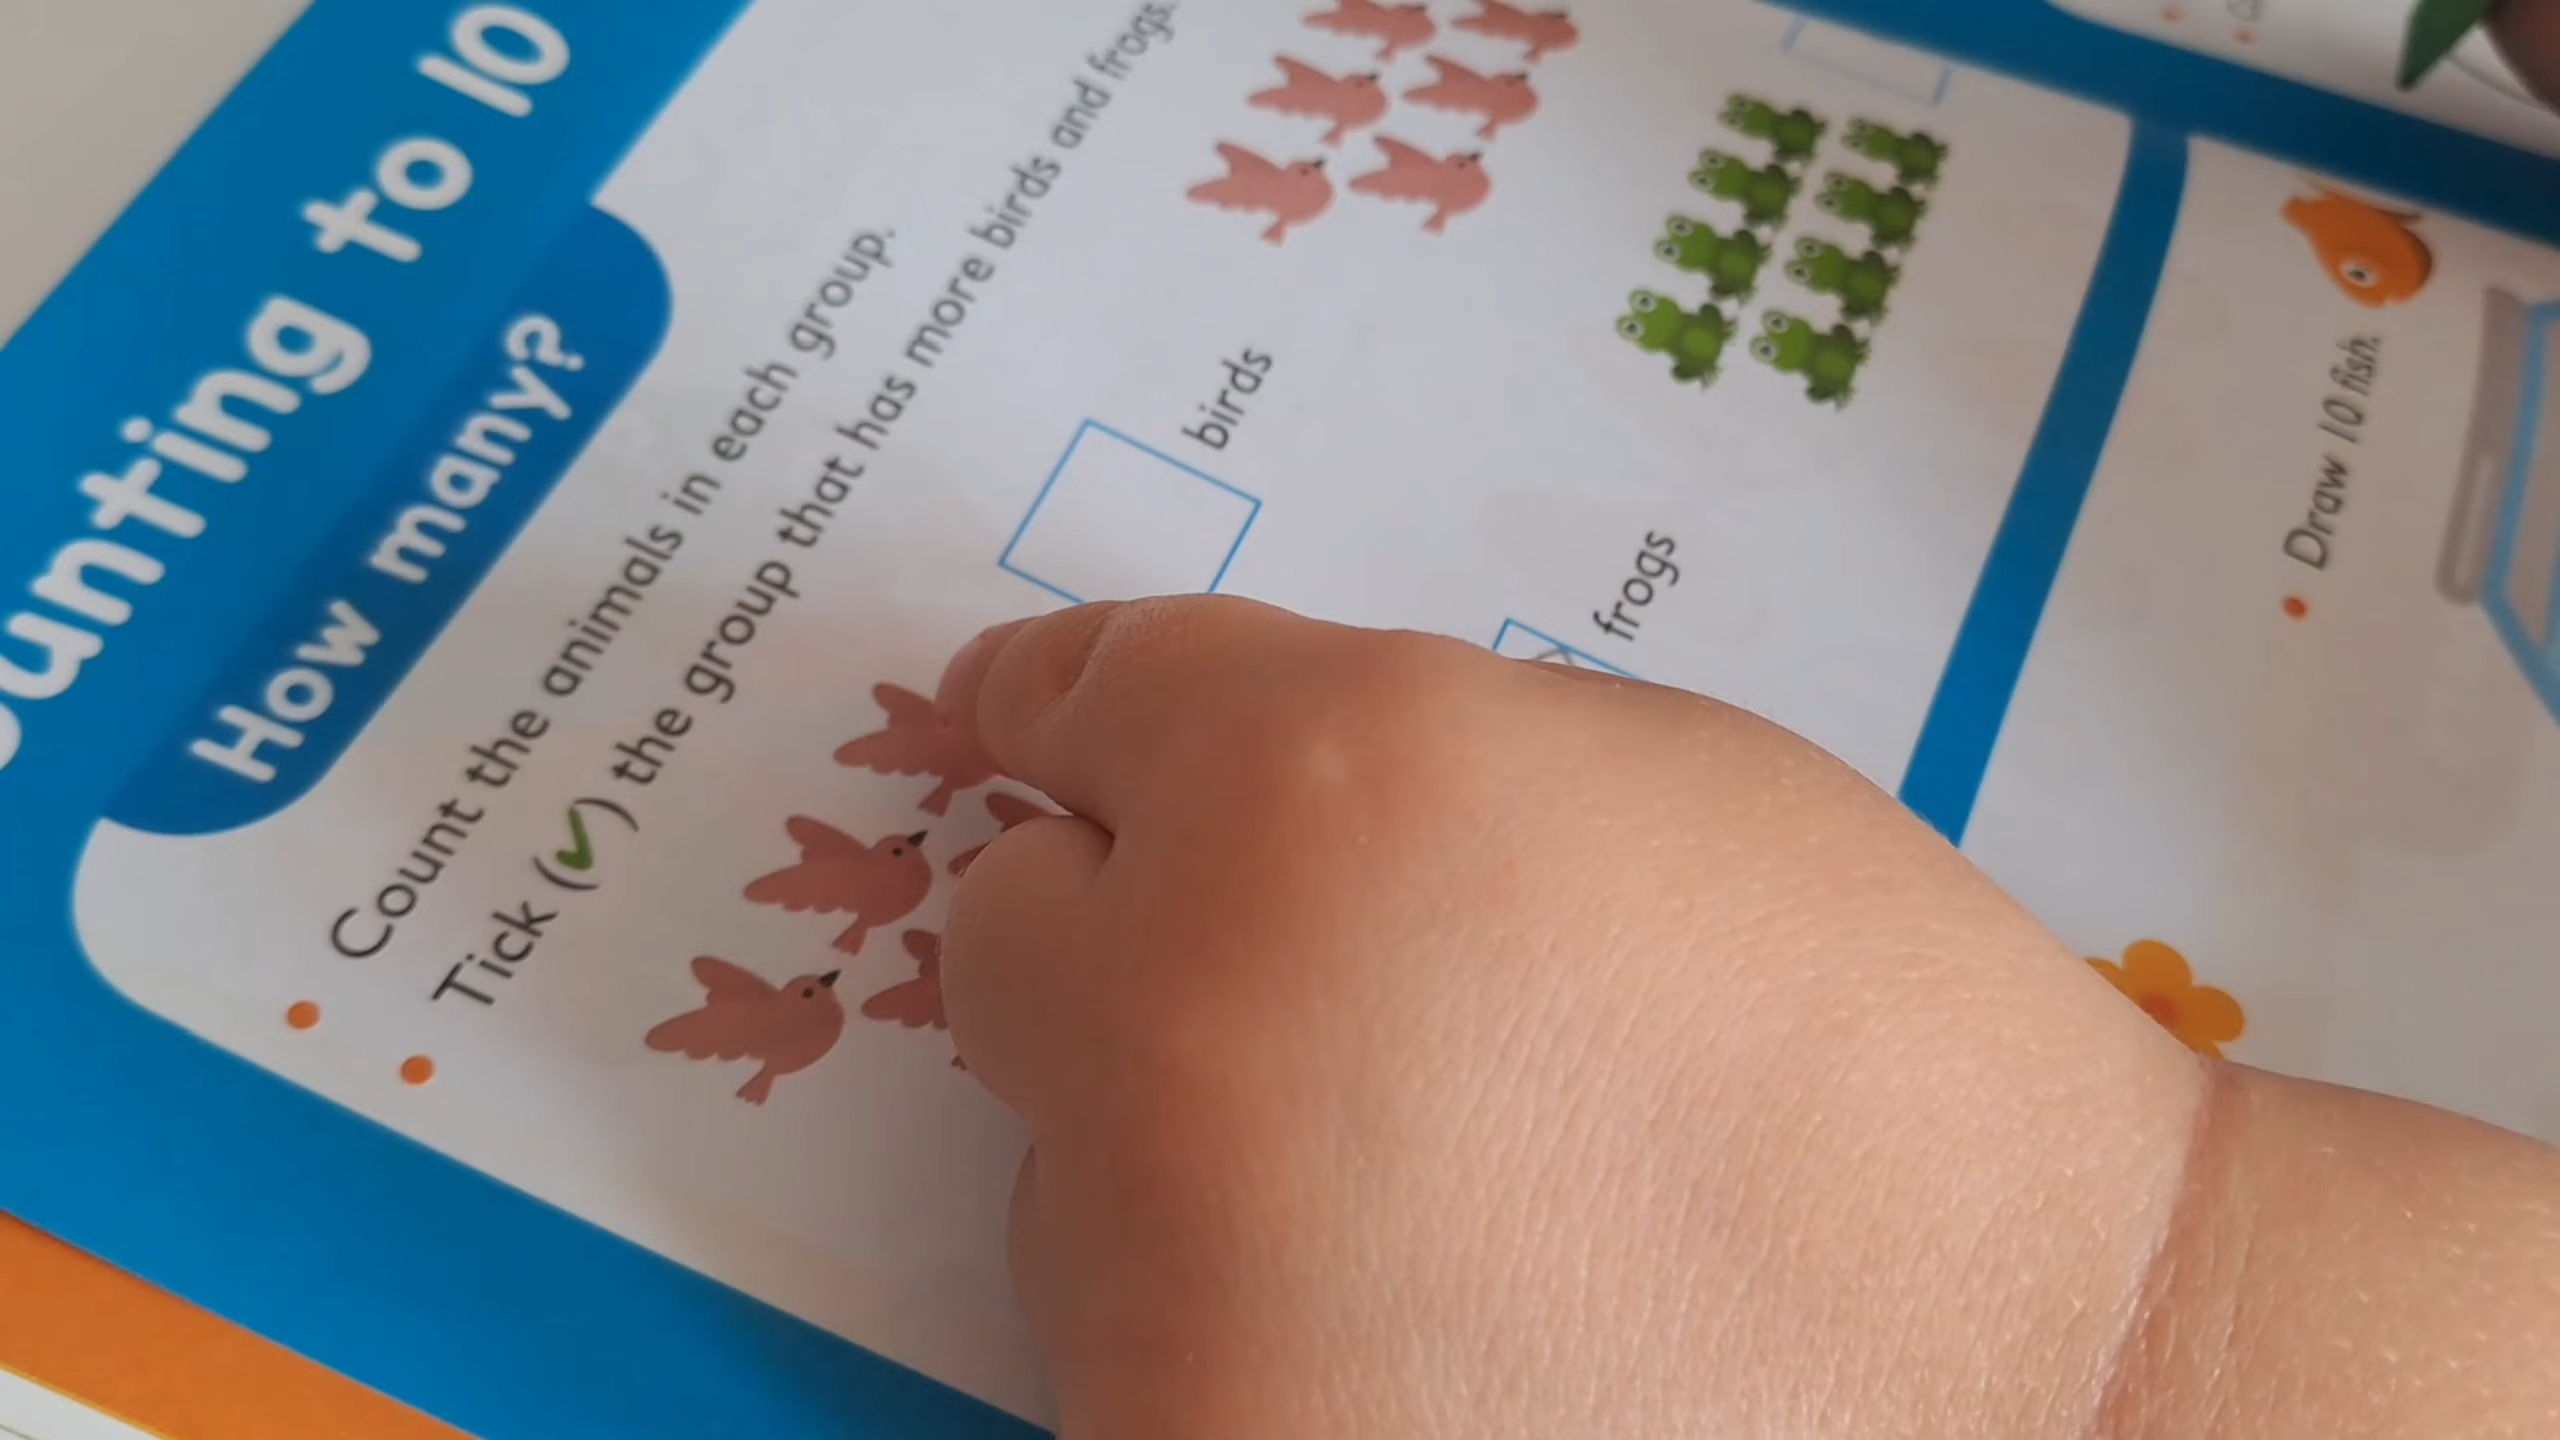 unting to 10
How many?
• Count the animals in each group.
• Tick (✓) the group that has more birds and frogs.
birds
frogs
• Draw 10 fish.